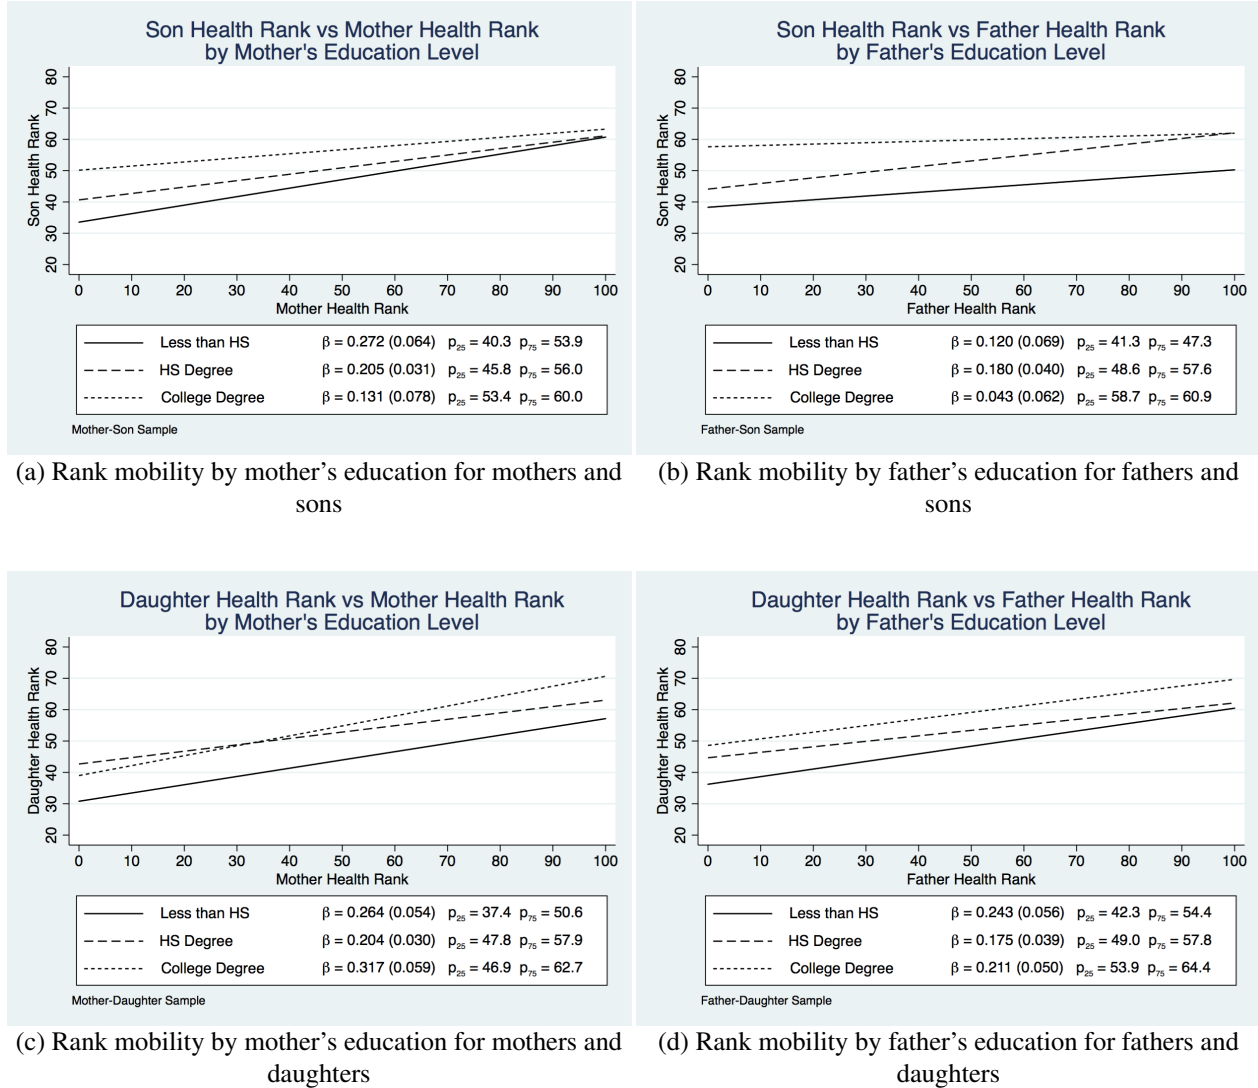 Son Health Rank vs Mother Health Rank
by Mother's Education Level
Son Health Rank
80
70
60
50
40
30
20
0 10 20 30 40 50 60 70 80 90 100
Mother Health Rank
Less than HS β = 0.272 (0.064) p25 = 40.3 p75 = 53.9
HS Degree β = 0.205 (0.031) p25 = 45.8 p75 = 56.0
College Degree β = 0.131 (0.078) p25 = 53.4 p75 = 60.0
Mother-Son Sample
(a) Rank mobility by mother's education for mothers and
sons
Son Health Rank vs Father Health Rank
by Father's Education Level
Son Health Rank
80
70
60
50
40
30
20
0 10 20 30 40 50 60 70 80 90 100
Father Health Rank
Less than HS β = 0.120 (0.069) p25 = 41.3 p75 = 47.3
HS Degree β = 0.180 (0.040) p25 = 48.6 p75 = 57.6
College Degree β = 0.043 (0.062) p25 = 58.7 p75 = 60.9
Father-Son Sample
(b) Rank mobility by father's education for fathers and
sons
Daughter Health Rank vs Mother Health Rank
by Mother's Education Level
Daughter Health Rank
80
70
60
50
40
30
20
0 10 20 30 40 50 60 70 80 90 100
Mother Health Rank
Less than HS β = 0.264 (0.054) p25 = 37.4 p75 = 50.6
HS Degree β = 0.204 (0.030) p25 = 47.8 p75 = 57.9
College Degree β = 0.317 (0.059) p25 = 46.9 p75 = 62.7
Mother-Daughter Sample
(c) Rank mobility by mother's education for mothers and
daughters
Daughter Health Rank vs Father Health Rank
by Father's Education Level
Daughter Health Rank
80
70
60
50
40
30
20
0 10 20 30 40 50 60 70 80 90 100
Father Health Rank
Less than HS β = 0.243 (0.056) p25 = 42.3 p75 = 54.4
HS Degree β = 0.175 (0.039) p25 = 49.0 p75 = 57.8
College Degree β = 0.211 (0.050) p25 = 53.9 p75 = 64.4
Father-Daughter Sample
(d) Rank mobility by father's education for fathers and
daughters